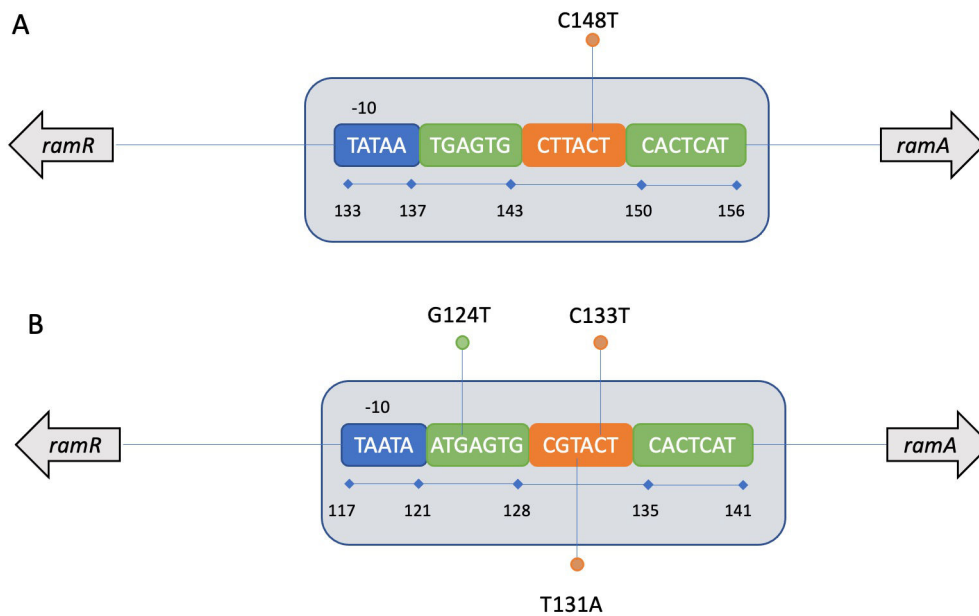 A
C148T
-10
ramR TATAA TGAGTG CTTACT CACTCAT ramA
133 137 143 150 156
B
G124T C133T
-10
ramR TAATA ATGAGTG CGTACT CACTCAT ramA
117 121 128 135 141
T131A